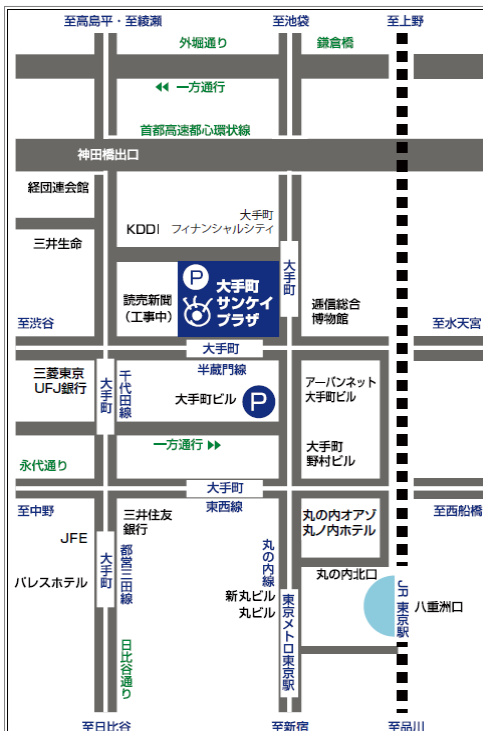 至高島平・至綾瀬
至池袋
至上野
外堀通り
鎌倉橋
一方通行
首都高速都心環状線
神田橋出口
経団連会館
大手町
KDDI フィナンシャルシティ
三井生命
大手町
P
大手町
サンケイ
プラザ
読売新聞
(工事中)
逓信総合
博物館
至渋谷
至水天宮
大手町
半蔵門線
三菱東京
UFJ銀行
大手町
千代田線
大手町ビル
P
アーバンネット
大手町ビル
一方通行
大手町
野村ビル
永代通り
大手町
東西線
至中野
至西船橋
三井住友
銀行
丸の内オアゾ
丸ノ内ホテル
JFE
大手町
都営三田線
丸の内線
丸の内北口
パレスホテル
新丸ビル
丸ビル
東京メトロ東京駅
JR 東京駅
八重洲口
日比谷通り
至日比谷
至新宿
至品川